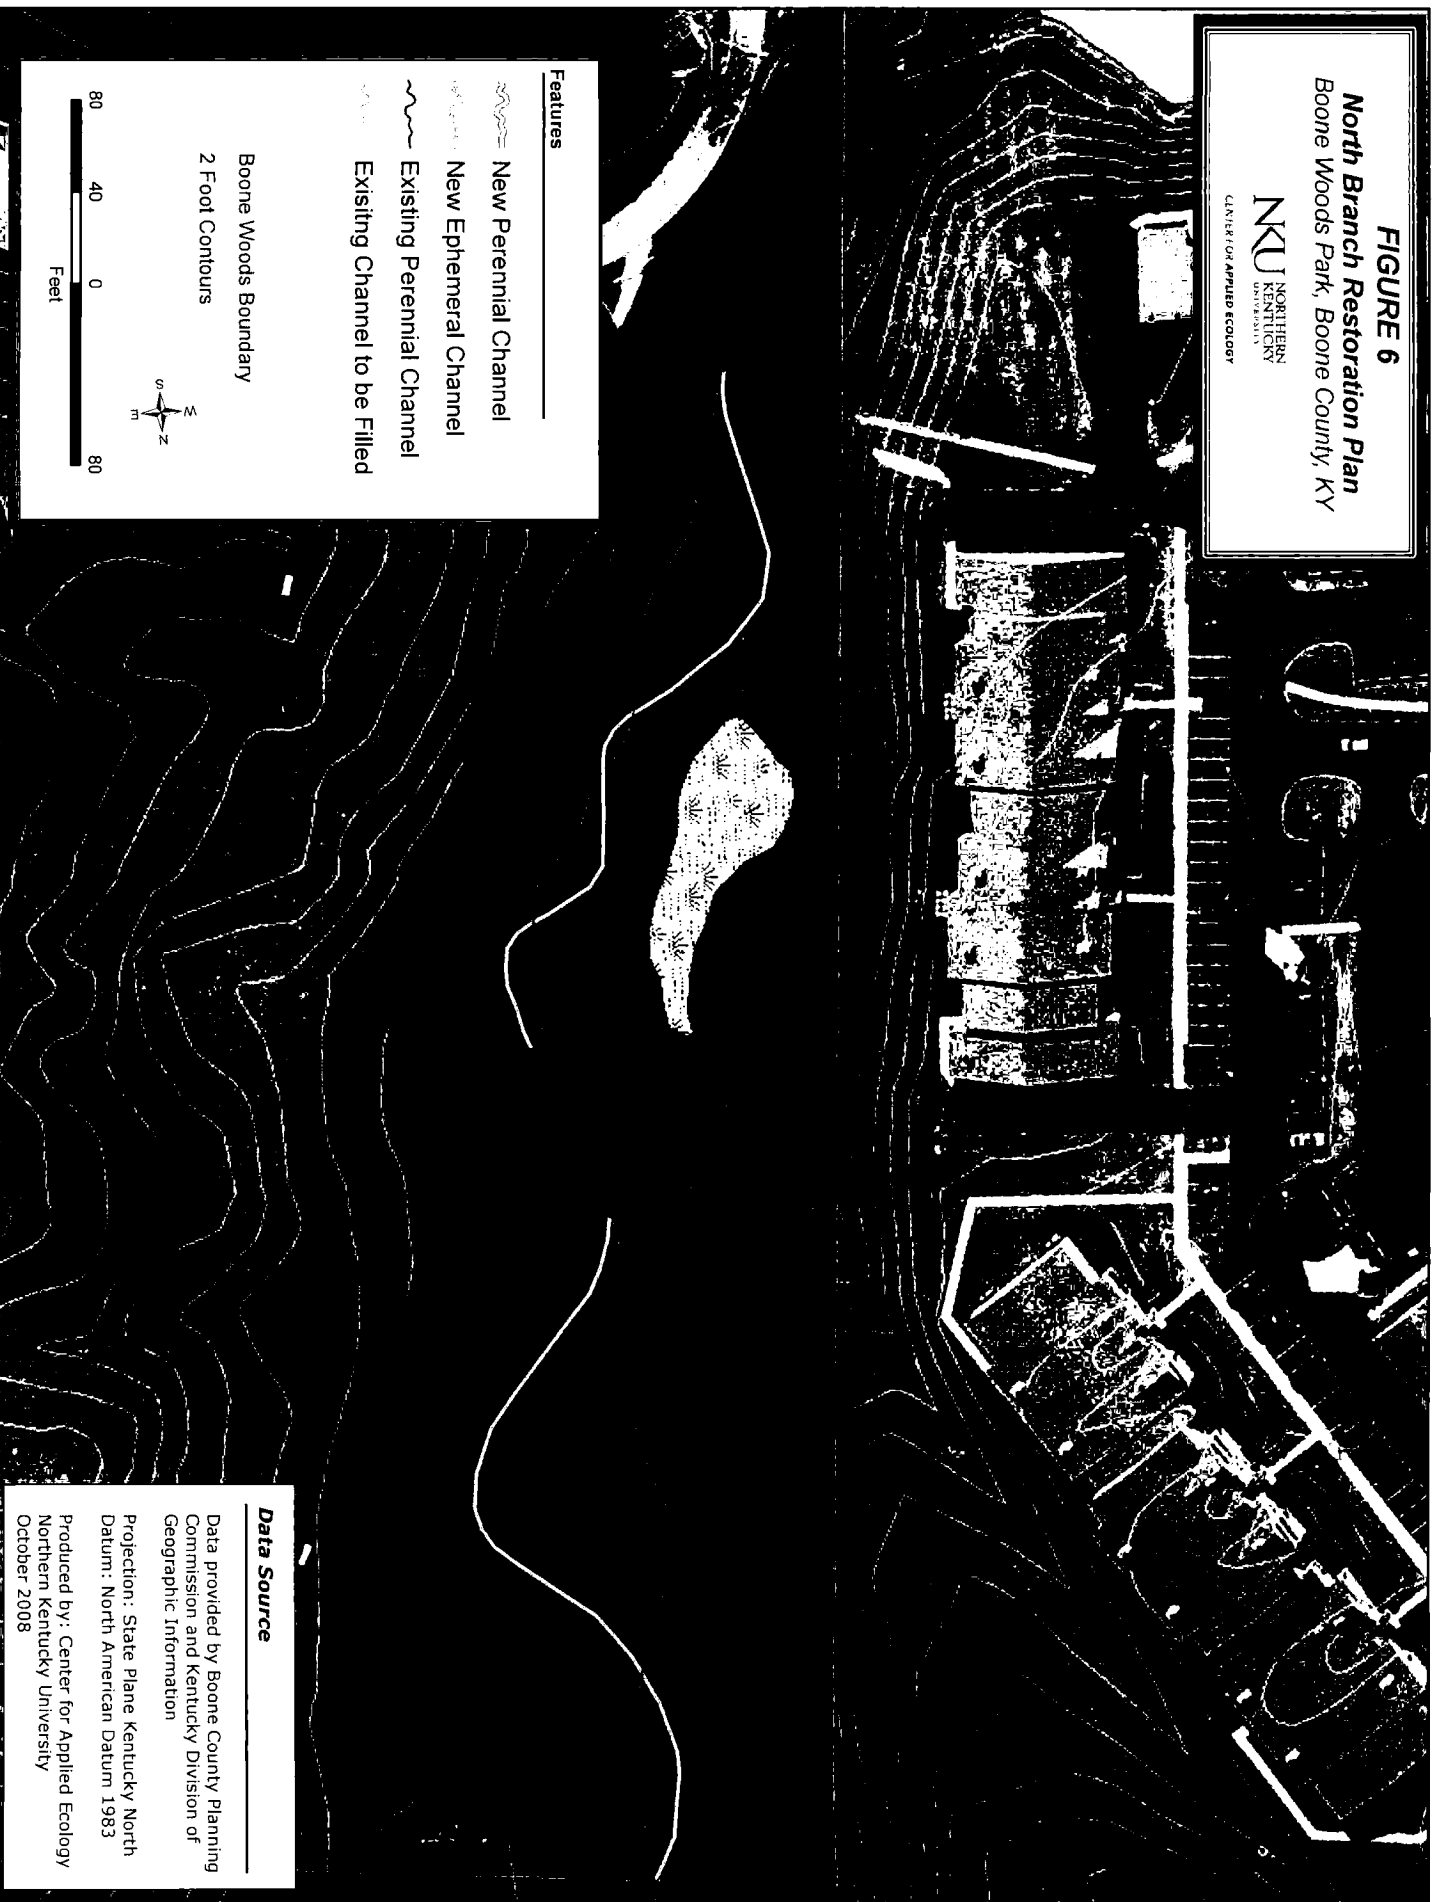 FIGURE 6
North Branch Restoration Plan
Boone Woods Park, Boone County, KY
NKU
NORTHERN
KENTUCKY
UNIVERSITY
CENTER FOR APPLIED ECOLOGY
Features
New Perennial Channel
New Ephemeral Channel
Existing Perennial Channel
Exisitng Channel to be Filled
Boone Woods Boundary
2 Foot Contours
80 40 0 80
Feet
W
N
S
E
Data Source
Data provided by Boone County Planning
Commission and Kentucky Division of
Geographic Information
Projection: State Plane Kentucky North
Datum: North American Datum 1983
Produced by: Center for Applied Ecology
Northern Kentucky University
October 2008